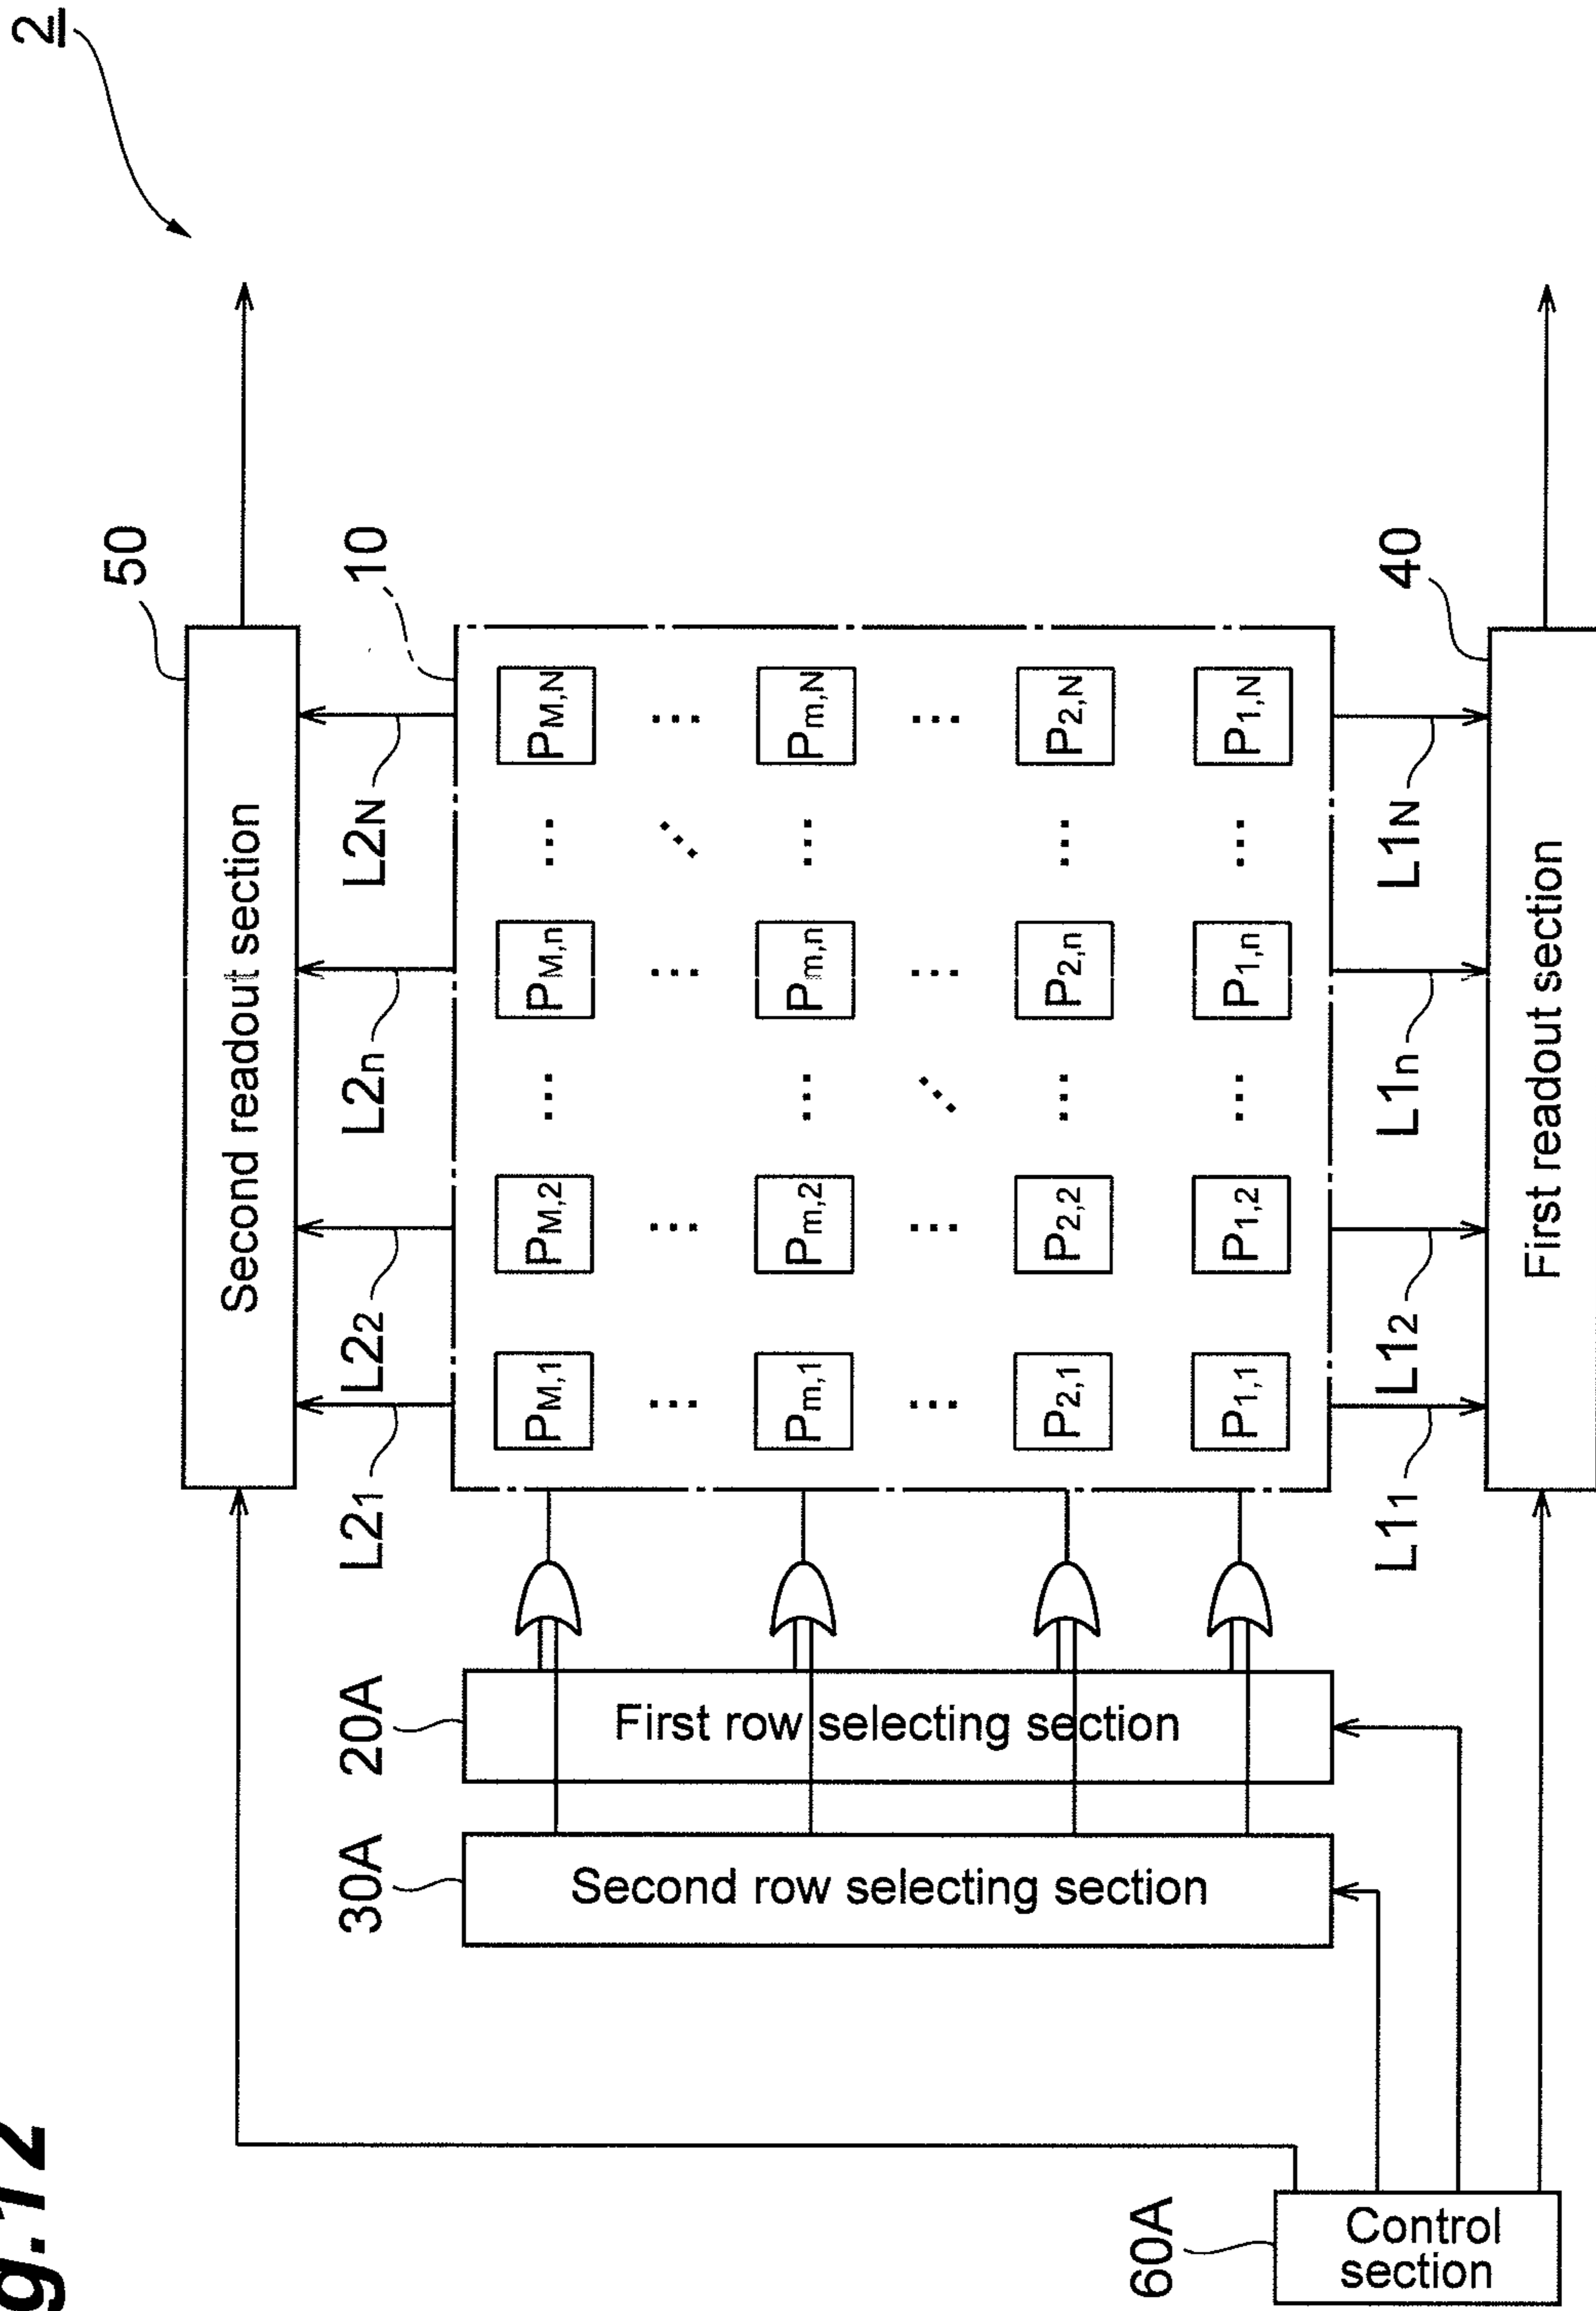 g.12
2
50
Second readout section
L21
L22
L2n
L2N
10
PM,1 ... PM,2 ... PM,n ... PM,N
Pm,1 Pm,2 ... Pm,n ... Pm,N
P2,1 P2,2 ... P2,n ... P2,N
P1,1 P1,2 ... P1,n ... P1,N
30A
Second row selecting section
20A
First row selecting section
L11
L12
L1n
L1N
40
First readout section
60A
Control
section